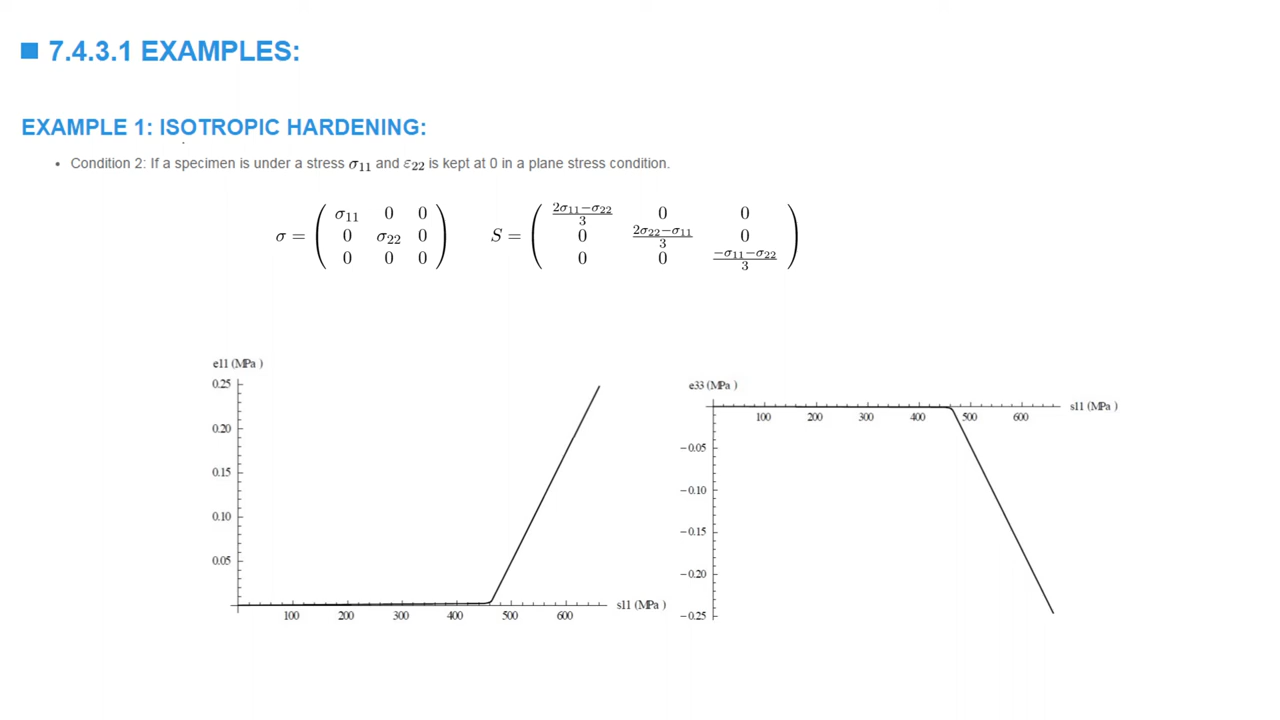 7.4.3.1 EXAMPLES:
EXAMPLE 1: ISOTROPIC HARDENING:
• Condition 2: If a specimen is under a stress σ₁₁ and ε₂₂ is kept at 0 in a plane stress condition.
σ = ( σ₁₁ 0 0 S = ( (2σ₁₁−σ₂₂)/3 0 0
0 σ₂₂ 0 0 (2σ₂₂−σ₁₁)/3 0
0 0 0 ) 0 0 (−σ₁₁−σ₂₂)/3 )
e11 (MPa )
0.25
0.20
0.15
0.10
0.05
100 200 300 400 500 600
s11 (MPa )
e33 (MPa )
100 200 300 400 500 600
s11 (MPa )
−0.05
−0.10
−0.15
−0.20
−0.25